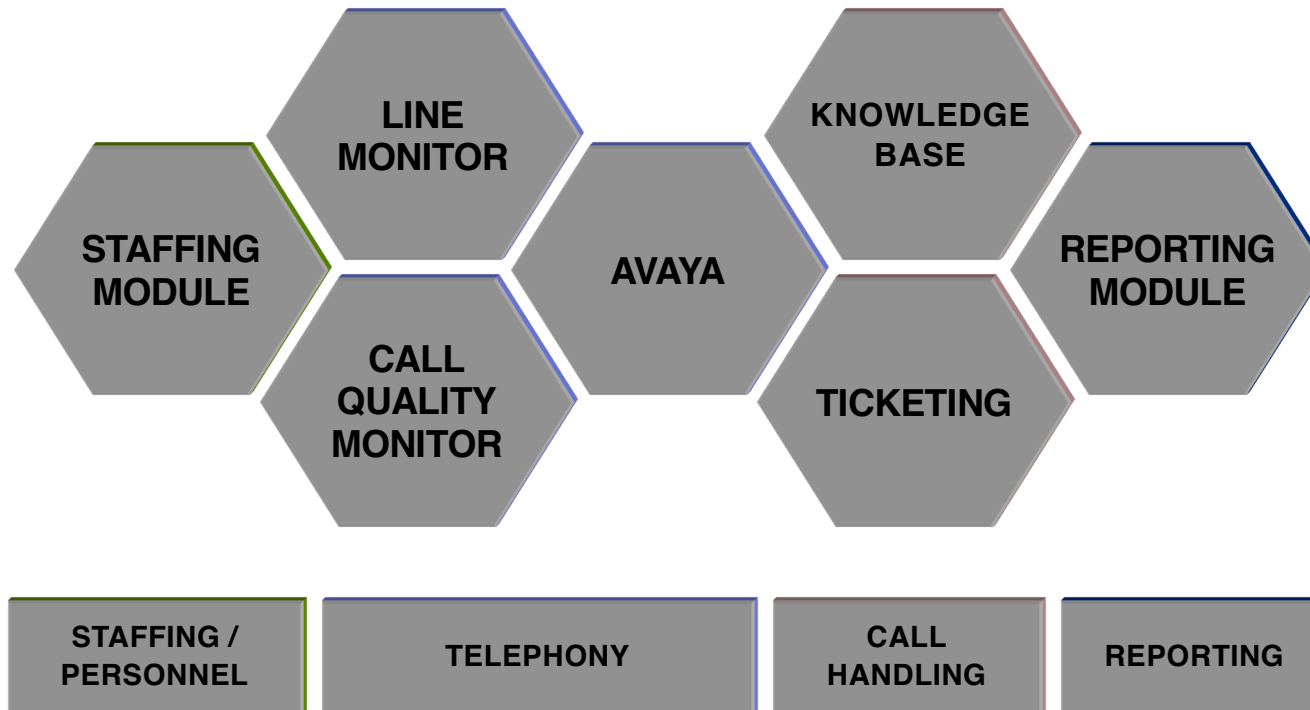 LINE
MONITOR
KNOWLEDGE
BASE
STAFFING
MODULE
AVAYA
REPORTING
MODULE
CALL
QUALITY
MONITOR
TICKETING
STAFFING /
PERSONNEL
TELEPHONY
CALL
HANDLING
REPORTING